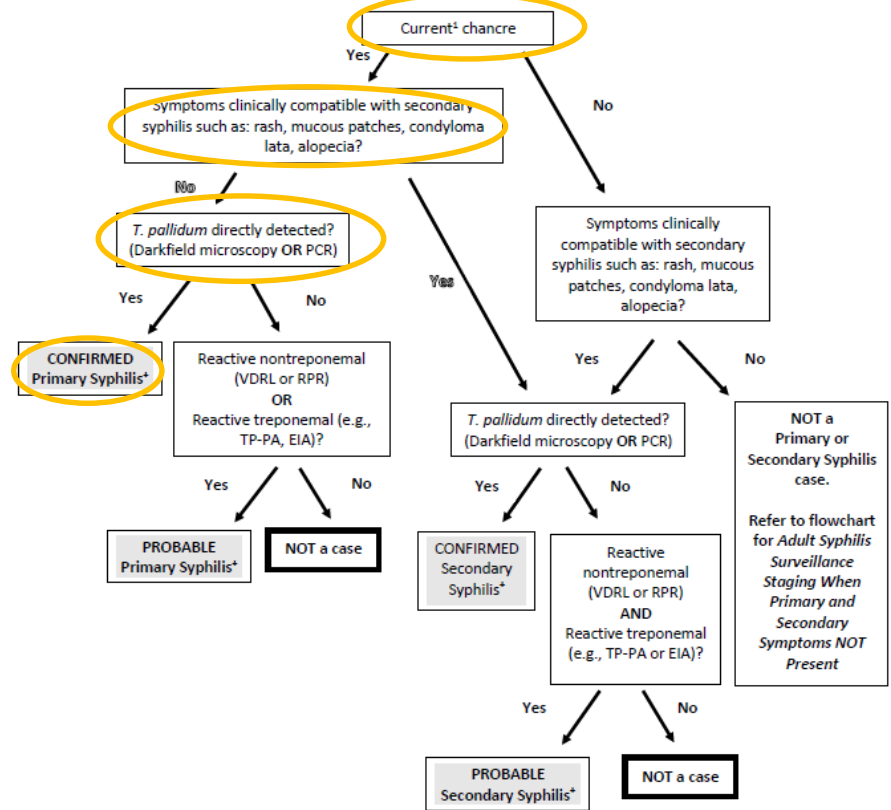 Current¹ chancre
Yes
No
Symptoms clinically compatible with secondary
syphilis such as: rash, mucous patches, condyloma
lata, alopecia?
No
Yes
T. pallidum directly detected?
(Darkfield microscopy OR PCR)
Symptoms clinically
compatible with secondary
syphilis such as: rash, mucous
patches, condyloma lata,
alopecia?
Yes
No
Yes
No
CONFIRMED
Primary Syphilis⁺
Reactive nontreponemal
(VDRL or RPR)
OR
Reactive treponemal (e.g.,
TP-PA, EIA)?
T. pallidum directly detected?
(Darkfield microscopy OR PCR)
NOT a
Primary or
Secondary Syphilis
case.
Refer to flowchart
for Adult Syphilis
Surveillance
Staging When
Primary and
Secondary
Symptoms NOT
Present
Yes
No
Yes
No
PROBABLE
Primary Syphilis⁺
NOT a case
CONFIRMED
Secondary
Syphilis⁺
Reactive
nontreponemal
(VDRL or RPR)
AND
Reactive treponemal
(e.g., TP-PA or EIA)?
Yes
No
PROBABLE
Secondary Syphilis⁺
NOT a case